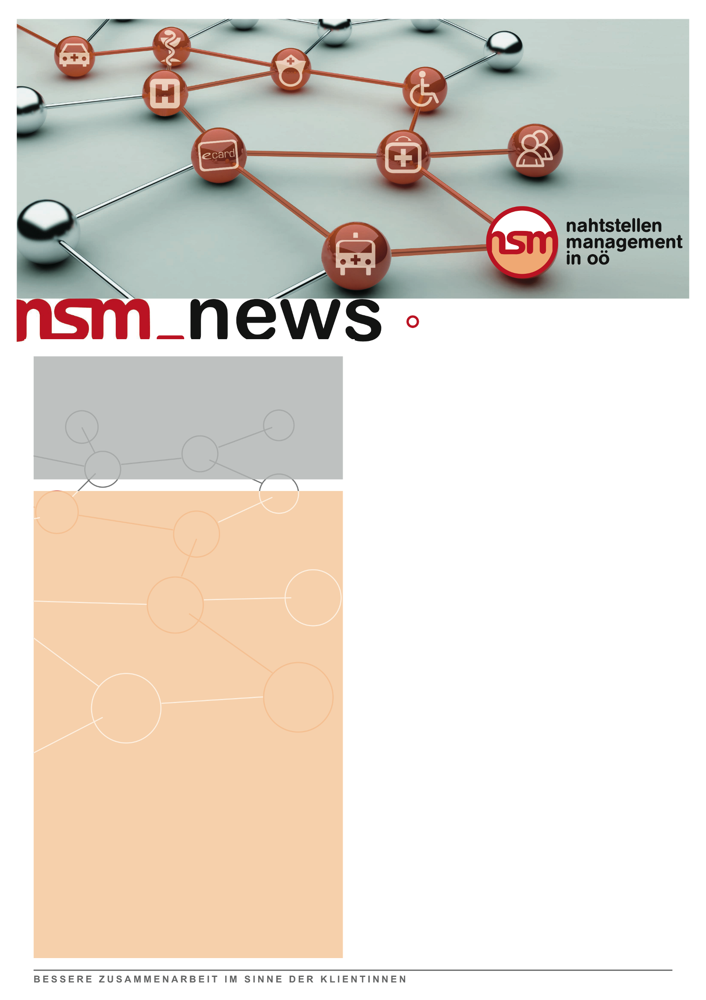 H
ecard
nsm
nahtstellen
management
in oö
nsm_news
BESSERE ZUSAMMENARBEIT IM SINNE DER KLIENTINNEN